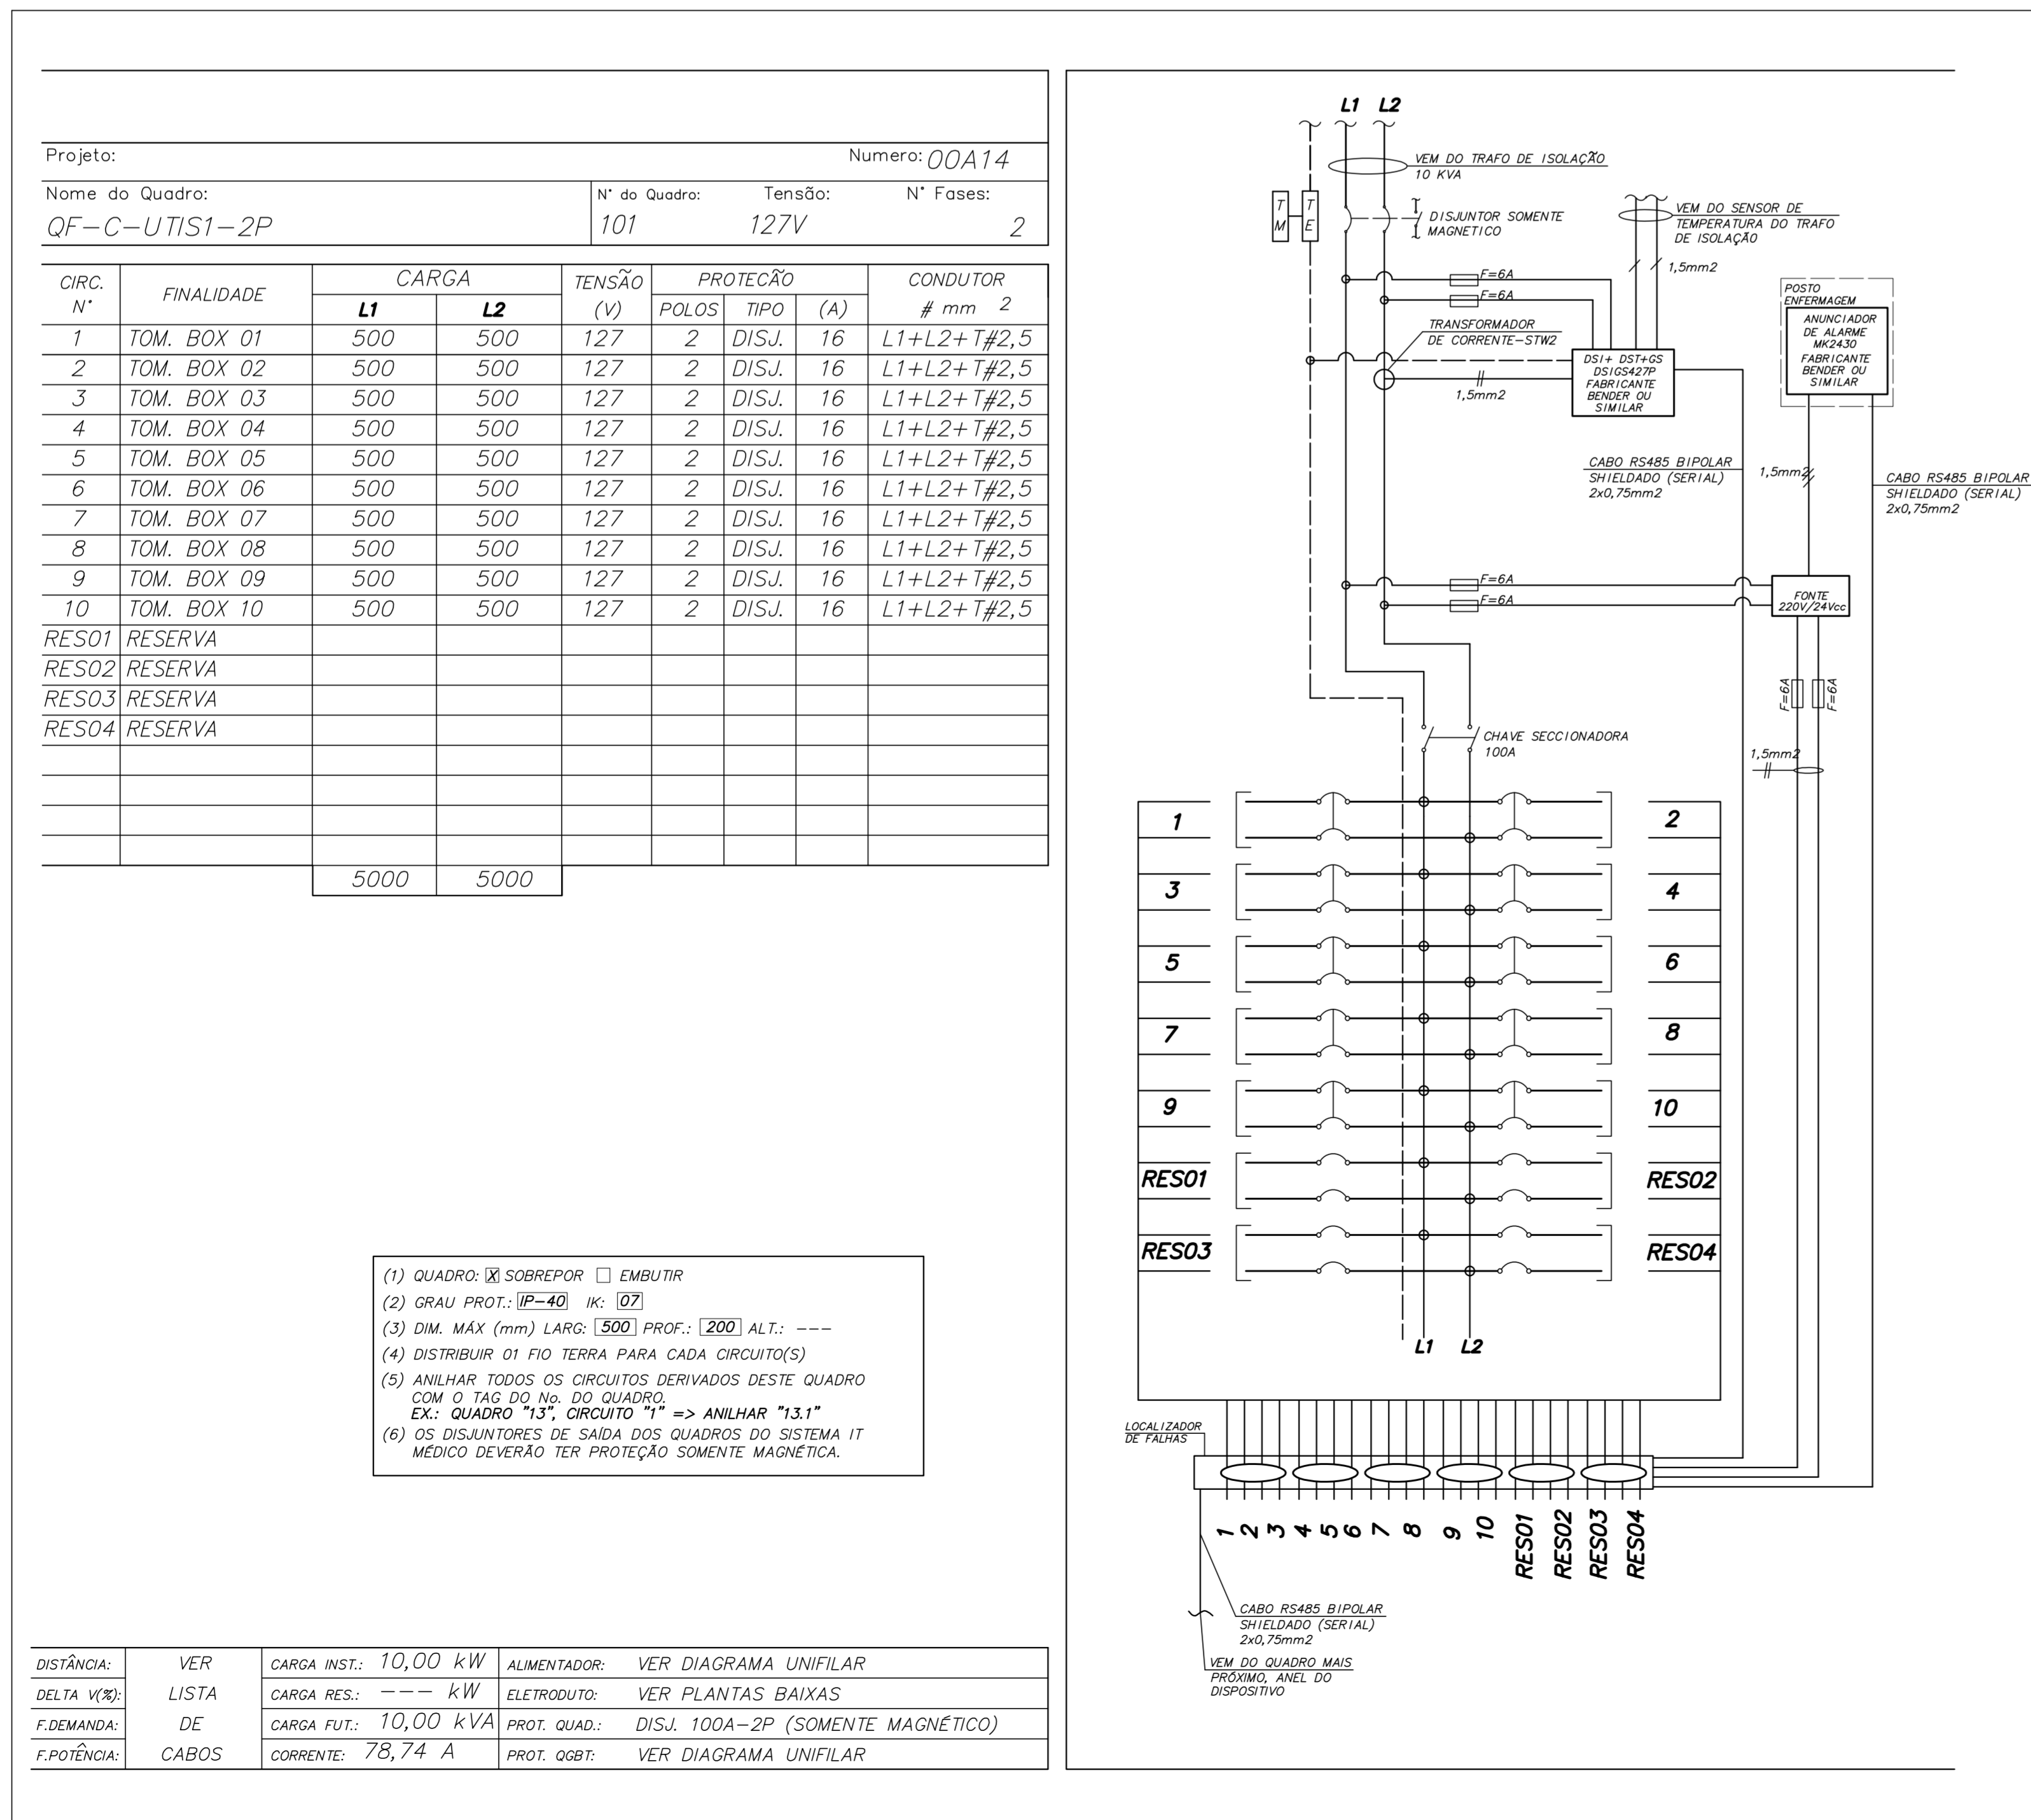 Projeto: Numero: 00A14
Nome do Quadro: N° do Quadro: Tensão: N° Fases:
QF-C-UTIS1-2P 101 127V 2
CIRC. N° FINALIDADE CARGA TENSÃO (V) PROTECÃO CONDUTOR # mm 2
L1 L2 POLOS TIPO (A)
1 TOM. BOX 01 500 500 127 2 DISJ. 16 L1+L2+T#2,5
2 TOM. BOX 02 500 500 127 2 DISJ. 16 L1+L2+T#2,5
3 TOM. BOX 03 500 500 127 2 DISJ. 16 L1+L2+T#2,5
4 TOM. BOX 04 500 500 127 2 DISJ. 16 L1+L2+T#2,5
5 TOM. BOX 05 500 500 127 2 DISJ. 16 L1+L2+T#2,5
6 TOM. BOX 06 500 500 127 2 DISJ. 16 L1+L2+T#2,5
7 TOM. BOX 07 500 500 127 2 DISJ. 16 L1+L2+T#2,5
8 TOM. BOX 08 500 500 127 2 DISJ. 16 L1+L2+T#2,5
9 TOM. BOX 09 500 500 127 2 DISJ. 16 L1+L2+T#2,5
10 TOM. BOX 10 500 500 127 2 DISJ. 16 L1+L2+T#2,5
RES01 RESERVA
RES02 RESERVA
RES03 RESERVA
RES04 RESERVA
5000 5000
(1) QUADRO: X SOBREPOR EMBUTIR
(2) GRAU PROT.: IP-40 IK: 07
(3) DIM. MÁX (mm) LARG: 500 PROF.: 200 ALT.: ---
(4) DISTRIBUIR 01 FIO TERRA PARA CADA CIRCUITO(S)
(5) ANILHAR TODOS OS CIRCUITOS DERIVADOS DESTE QUADRO
COM O TAG DO No. DO QUADRO.
EX.: QUADRO "13", CIRCUITO "1" => ANILHAR "13.1"
(6) OS DISJUNTORES DE SAÍDA DOS QUADROS DO SISTEMA IT
MÉDICO DEVERÃO TER PROTEÇÃO SOMENTE MAGNÉTICA.
DISTÂNCIA: VER CARGA INST.: 10,00 kW ALIMENTADOR: VER DIAGRAMA UNIFILAR
DELTA V(%): LISTA CARGA RES.: --- kW ELETRODUTO: VER PLANTAS BAIXAS
F.DEMANDA: DE CARGA FUT.: 10,00 kVA PROT. QUAD.: DISJ. 100A-2P (SOMENTE MAGNÉTICO)
F.POTÊNCIA: CABOS CORRENTE: 78,74 A PROT. QGBT: VER DIAGRAMA UNIFILAR
L1 L2
VEM DO TRAFO DE ISOLAÇÃO
10 KVA
T M
T E
DISJUNTOR SOMENTE
MAGNETICO
VEM DO SENSOR DE
TEMPERATURA DO TRAFO
DE ISOLAÇÃO
1,5mm2
F=6A
F=6A
TRANSFORMADOR
DE CORRENTE-STW2
1,5mm2
DSI+ DST+GS
DSIGS427P
FABRICANTE
BENDER OU
SIMILAR
POSTO
ENFERMAGEM
ANUNCIADOR
DE ALARME
MK2430
FABRICANTE
BENDER OU
SIMILAR
CABO RS485 BIPOLAR
SHIELDADO (SERIAL)
2x0,75mm2
1,5mm2
CABO RS485 BIPOLAR
SHIELDADO (SERIAL)
2x0,75mm2
F=6A
F=6A
FONTE
220V/24Vcc
F=6A
F=6A
1,5mm2
CHAVE SECCIONADORA
100A
1 2
3 4
5 6
7 8
9 10
RES01 RES02
RES03 RES04
L1 L2
LOCALIZADOR
DE FALHAS
1 2 3 4 5 6 7 8 9 10 RES01 RES02 RES03 RES04
CABO RS485 BIPOLAR
SHIELDADO (SERIAL)
2x0,75mm2
VEM DO QUADRO MAIS
PRÓXIMO, ANEL DO
DISPOSITIVO